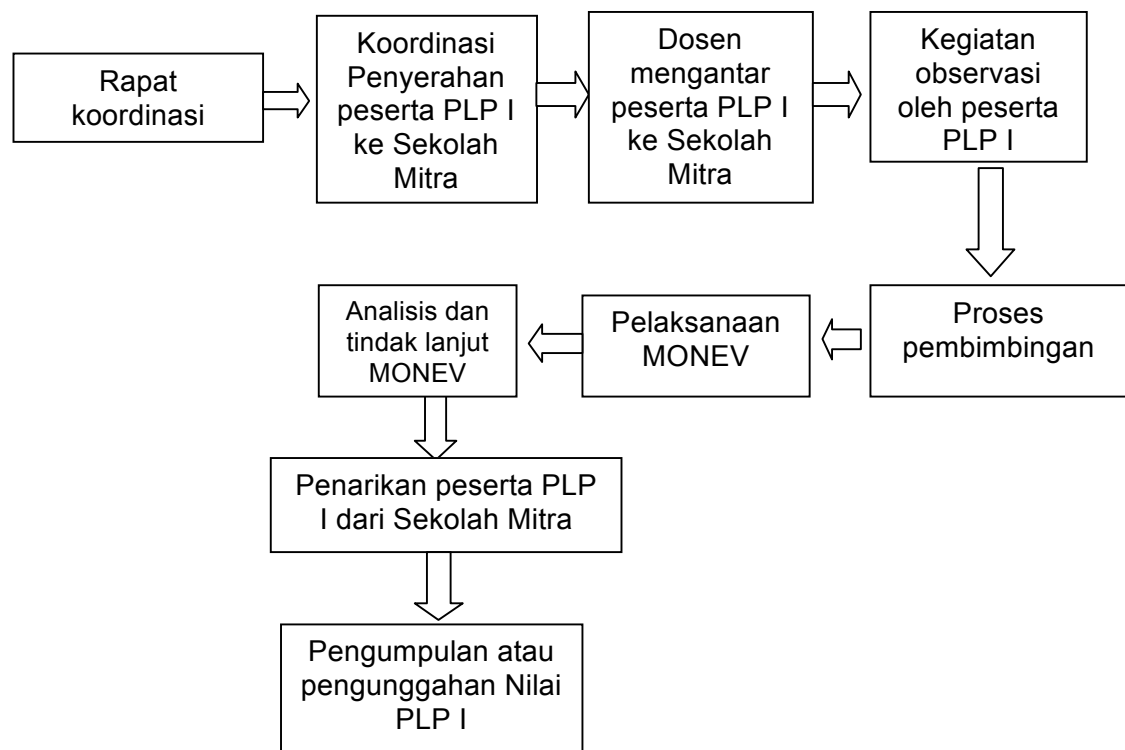 Rapat
koordinasi
Koordinasi
Penyerahan
peserta PLP I
ke Sekolah
Mitra
Dosen
mengantar
peserta PLP I
ke Sekolah
Mitra
Kegiatan
observasi
oleh peserta
PLP I
Proses
pembimbingan
Pelaksanaan
MONEV
Analisis dan
tindak lanjut
MONEV
Penarikan peserta PLP
I dari Sekolah Mitra
Pengumpulan atau
pengunggahan Nilai
PLP I